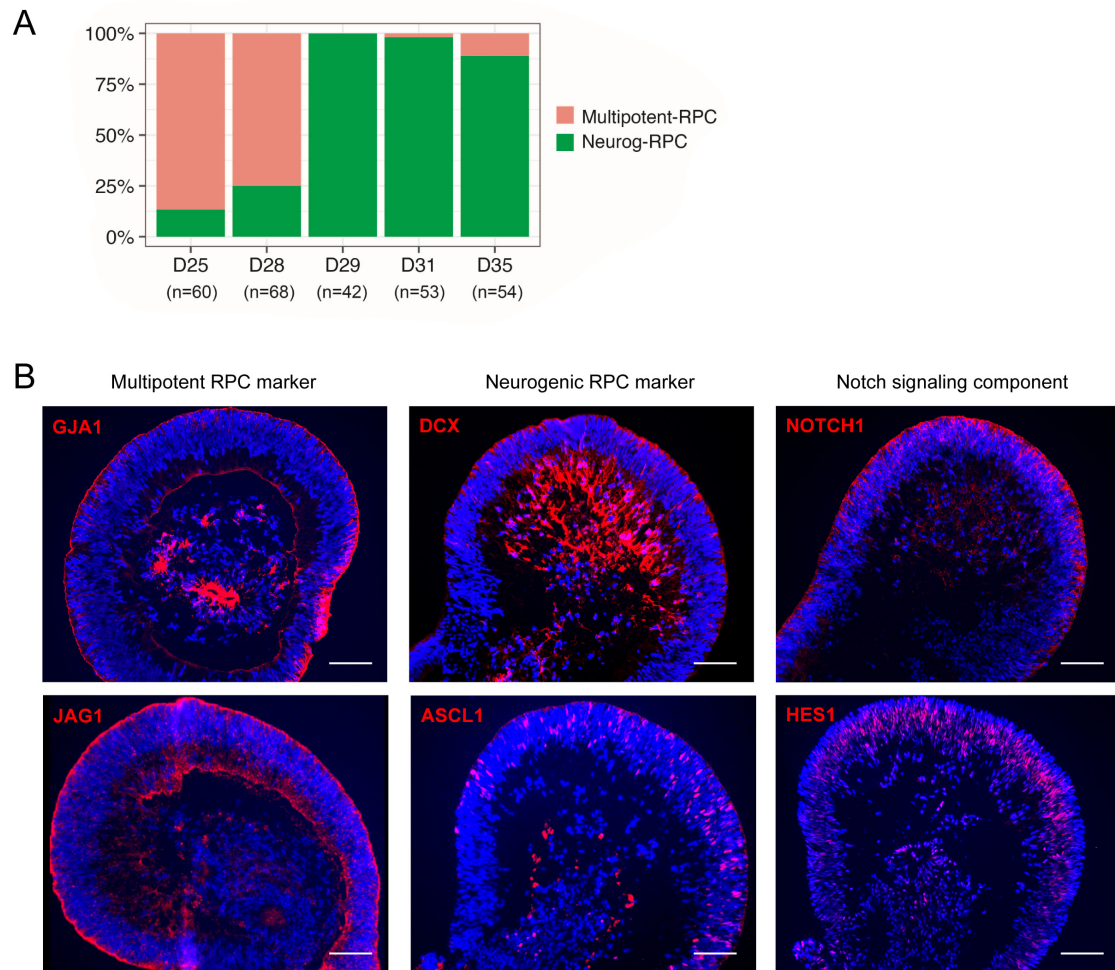 A
100%
75%
50%
25%
0%
D25 D28 D29 D31 D35
(n=60) (n=68) (n=42) (n=53) (n=54)
Multipotent-RPC
Neurog-RPC
B
Multipotent RPC marker Neurogenic RPC marker Notch signaling component
GJA1 DCX NOTCH1
JAG1 ASCL1 HES1